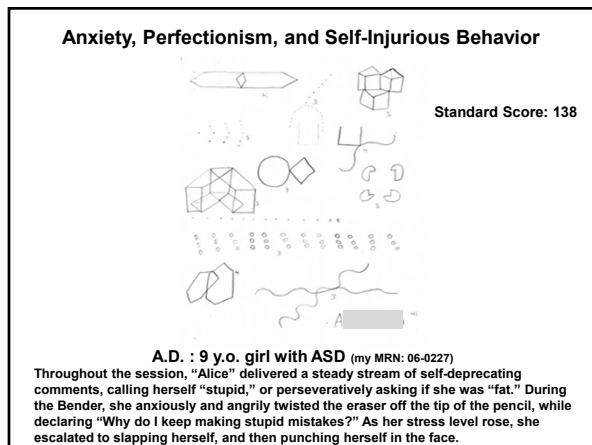 Anxiety, Perfectionism, and Self-Injurious Behavior
Standard Score: 138
A
A.D. : 9 y.o. girl with ASD (my MRN: 06-0227)
Throughout the session, “Alice” delivered a steady stream of self-deprecating
comments, calling herself “stupid,” or perseveratively asking if she was “fat.” During
the Bender, she anxiously and angrily twisted the eraser off the tip of the pencil, while
declaring “Why do I keep making stupid mistakes?” As her stress level rose, she
escalated to slapping herself, and then punching herself in the face.